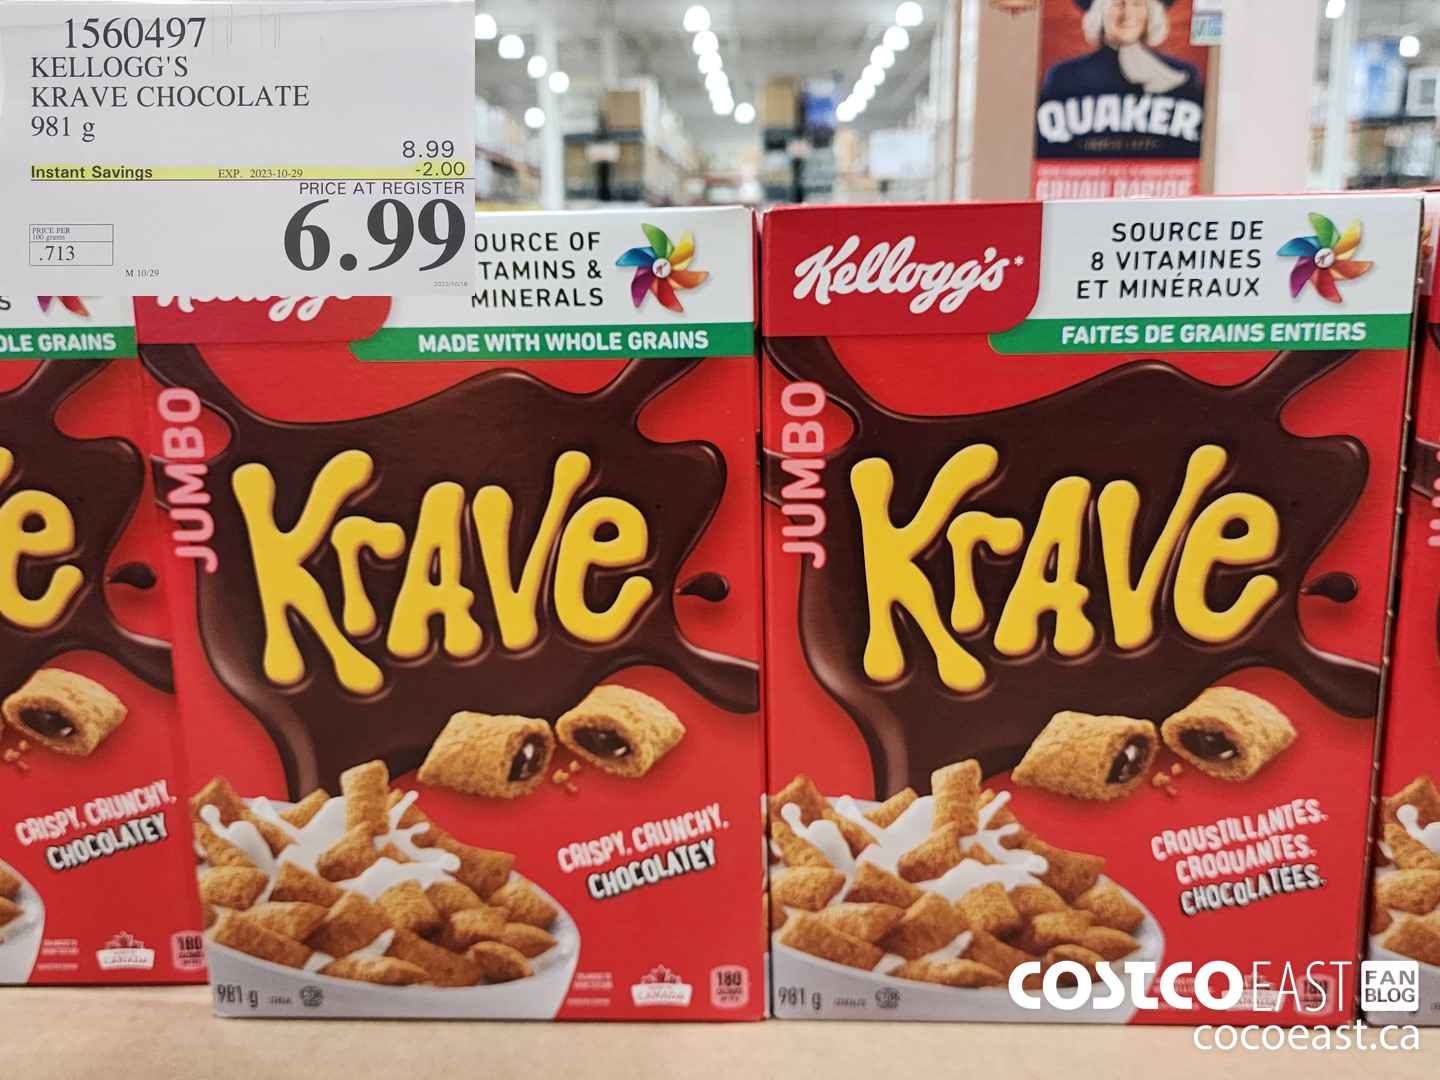 1560497
KELLOGG'S
KRAVE CHOCOLATE
981 g
8.99
Instant Savings EXP. 2023-10-29 -2.00
PRICE AT REGISTER
6.99
PRICE PER
100 grams
.713
M 10/29
2023/10/16
QUAKER
S
OLE GRAINS
e
CRISPY, CRUNCHY,
CHOCOLATEY
CANADA
180
Kellogg's
OURCE OF
TAMINS &
MINERALS
MADE WITH WHOLE GRAINS
JUMBO
KrAVe
CRISPY, CRUNCHY,
CHOCOLATEY
981 g
CANADA
180
Kellogg's*
SOURCE DE
8 VITAMINES
ET MINÉRAUX
FAITES DE GRAINS ENTIERS
JUMBO
KrAVe
CROUSTILLANTES,
CROQUANTES,
CHOCOLATÉES.
981 g
COSTCO EAST FAN BLOG
cocoeast.ca